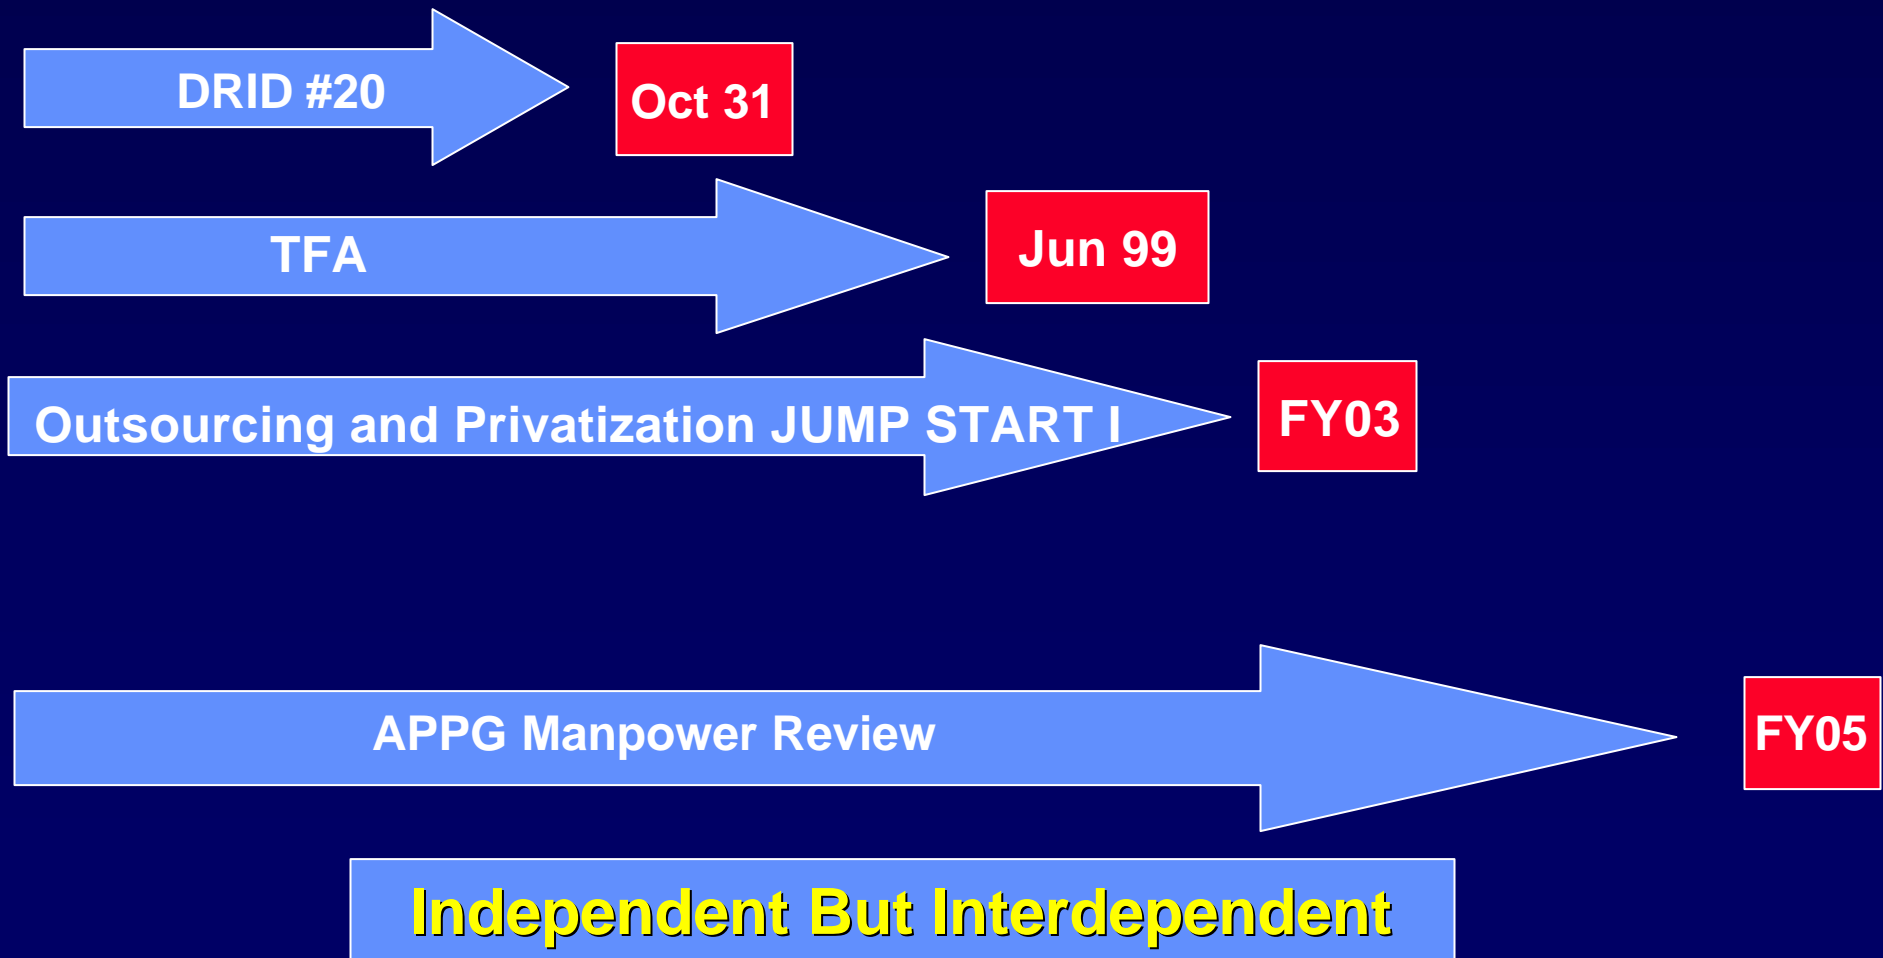 DRID #20
Oct 31
TFA
Jun 99
Outsourcing and Privatization JUMP START I
FY03
APPG Manpower Review
FY05
Independent But Interdependent